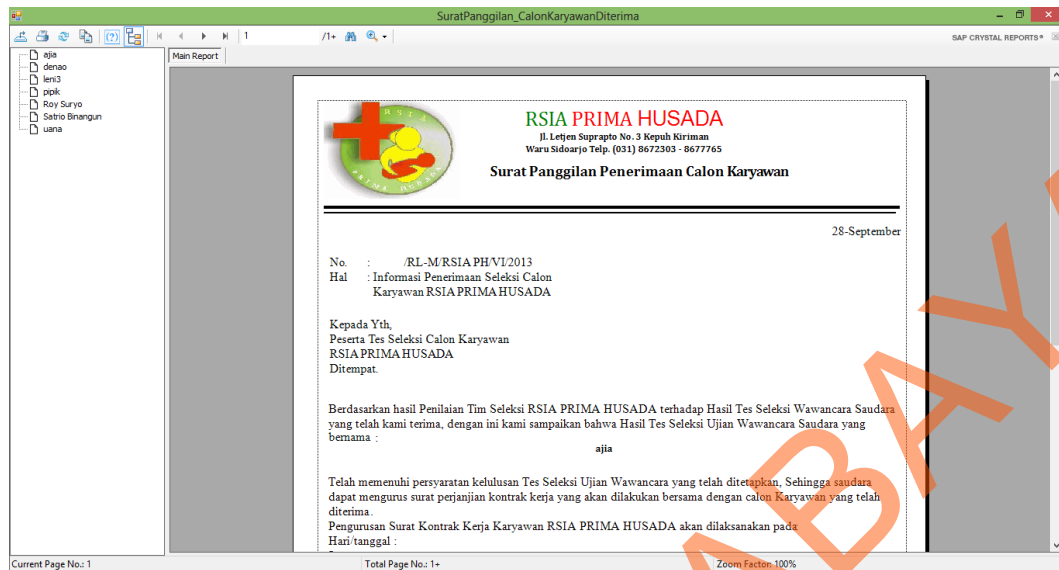 SuratPanggilan_CalonKaryawanDiterima
1 /1+ SAP CRYSTAL REPORTS®
Main Report
ajia
denao
leni3
pipik
Roy Suryo
Satrio Binangun
uana
RSTA
PRIMA HUSADA
RSIA PRIMA HUSADA
Jl. Letjen Suprapto No. 3 Kepuh Kiriman
Waru Sidoarjo Telp. (031) 8672303 - 8677765
Surat Panggilan Penerimaan Calon Karyawan
28-September
No. : /RL-M/RSIA PH/VI/2013
Hal : Informasi Penerimaan Seleksi Calon
Karyawan RSIA PRIMA HUSADA
Kepada Yth,
Peserta Tes Seleksi Calon Karyawan
RSIA PRIMA HUSADA
Ditempat.
Berdasarkan hasil Penilaian Tim Seleksi RSIA PRIMA HUSADA terhadap Hasil Tes Seleksi Wawancara Saudara
yang telah kami terima, dengan ini kami sampaikan bahwa Hasil Tes Seleksi Ujian Wawancara Saudara yang
bernama :
ajia
Telah memenuhi persyaratan kelulusan Tes Seleksi Ujian Wawancara yang telah ditetapkan, Sehingga saudara
dapat mengurus surat perjanjian kontrak kerja yang akan dilakukan bersama dengan calon Karyawan yang telah
diterima.
Pengurusan Surat Kontrak Kerja Karyawan RSIA PRIMA HUSADA akan dilaksanakan pada
Hari/tanggal :
Current Page No.: 1
Total Page No.: 1+
Zoom Factor: 100%
ABAY